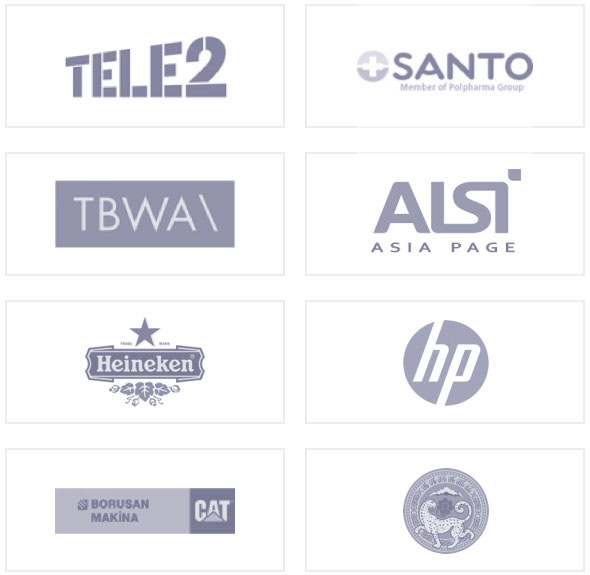 TELE2
SANTO
Member of Polpharma Group
TBWA\
ALSI
ASIA PAGE
TRADE MARK
Heineken®
hp
BORUSAN
MAKİNA
CAT